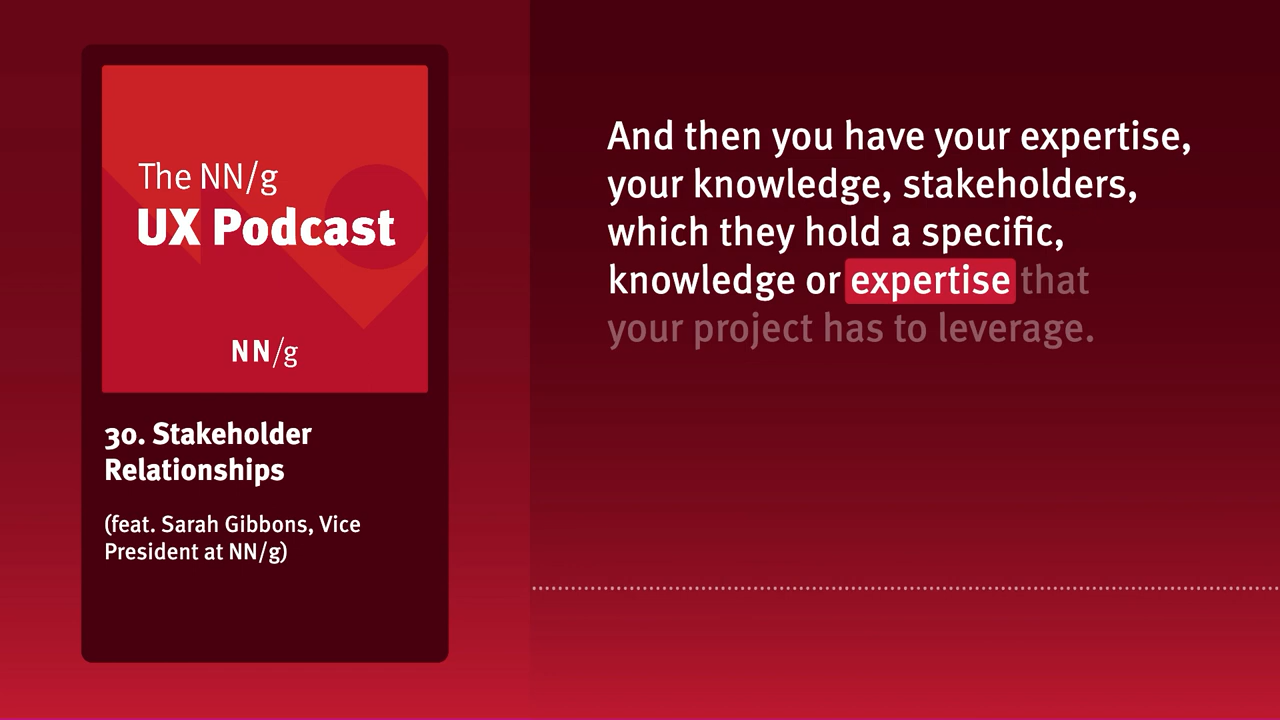 The NN/g
UX Podcast
NN/g
30. Stakeholder
Relationships
(feat. Sarah Gibbons, Vice
President at NN/g)
And then you have your expertise,
your knowledge, stakeholders,
which they hold a specific,
knowledge or expertise that
your project has to leverage.